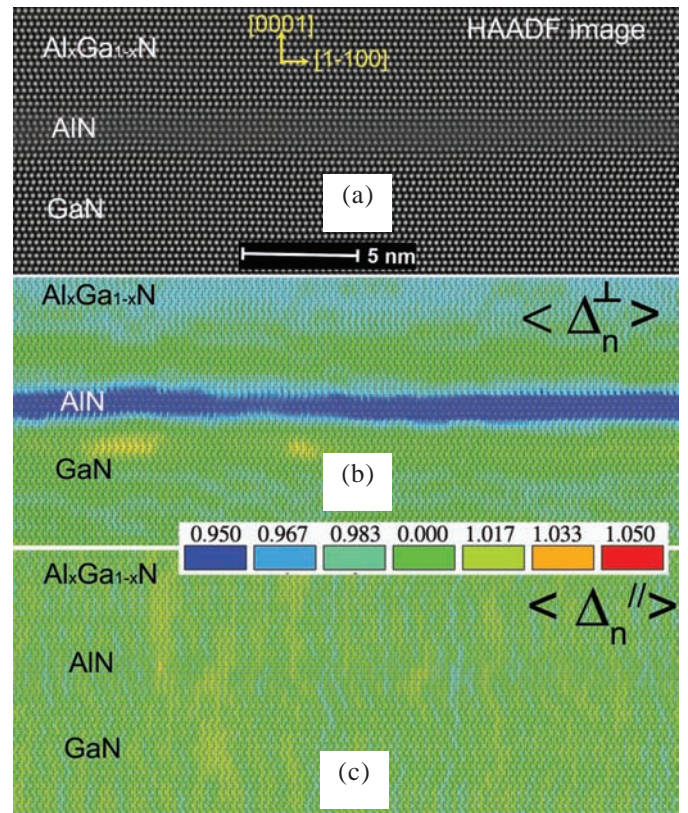 [0001]
HAADF image
AlxGa1-xN
[1-100]
AlN
GaN
(a)
5 nm
AlxGa1-xN
< Δn⊥ >
AlN
GaN
(b)
0.950 0.967 0.983 0.000 1.017 1.033 1.050
AlxGa1-xN
< Δn// >
AlN
GaN
(c)